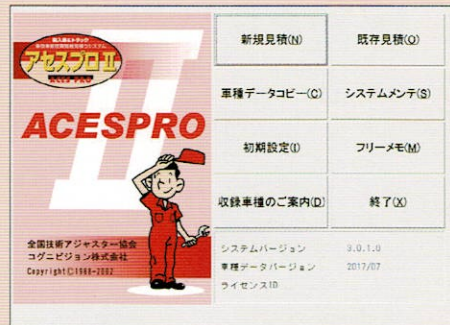 輸入車&トラック
アセスプロⅡ
ACES PRO
ACESPRO
Ⅱ
全国技術アジャスター協会
コグニビジョン株式会社
Copyright(C)1988-2002
新規見積(N)
既存見積(O)
車種データコピー(C)
システムメンテ(S)
初期設定(I)
フリーメモ(M)
収録車種のご案内(D)
終了(X)
システムバージョン 3.0.1.0
車種データバージョン 2017/07
ライセンスID